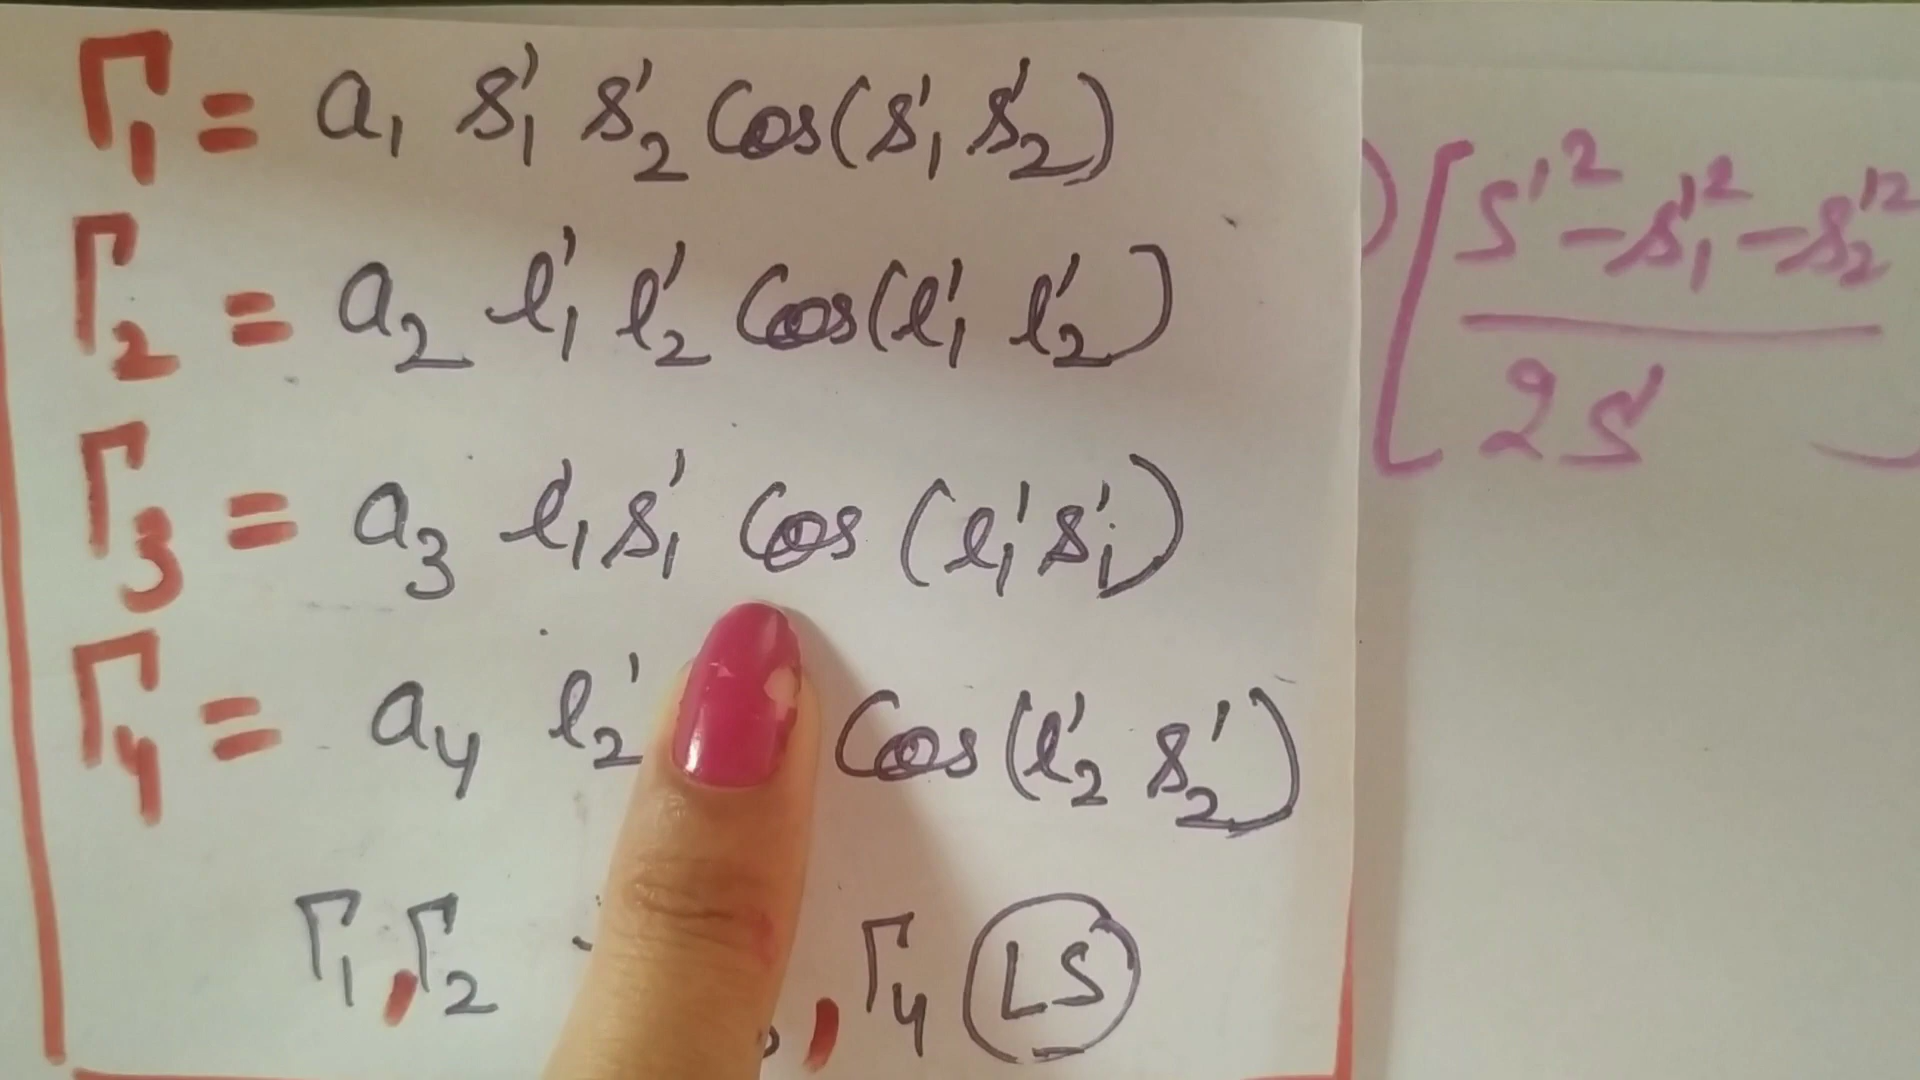 Γ1 = a1 s'1 s'2 Cos(s'1 s'2)
Γ2 = a2 l'1 l'2 Cos(l'1 l'2)
Γ3 = a3 l'1 s'1 Cos (l'1 s'1)
Γ4 = a4 l'2 Cos(l'2 s'2)
Γ1, Γ2 , Γ4 LS
) [ s'² - s'1² - s'2²
2 s'